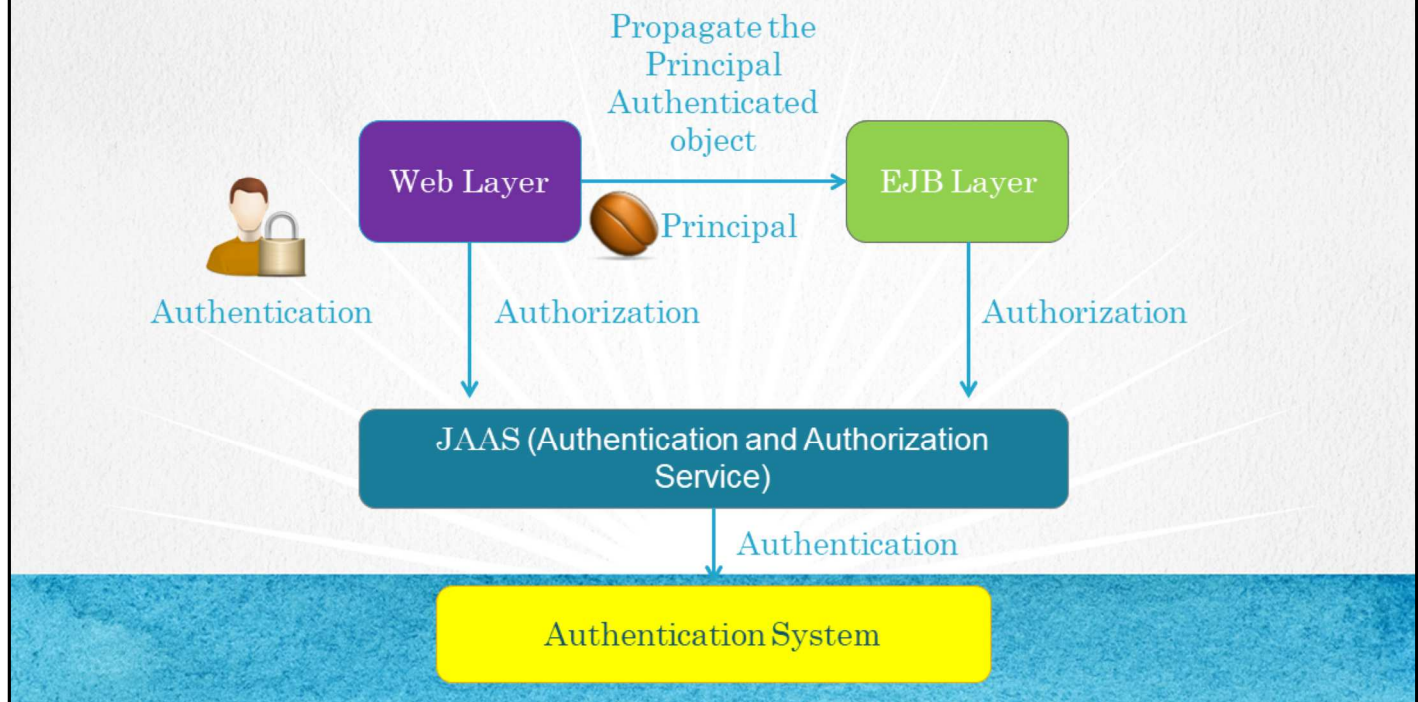 Propagate the
Principal
Authenticated
object
Web Layer
EJB Layer
Principal
Authentication
Authorization
Authorization
JAAS (Authentication and Authorization
Service)
Authentication
Authentication System